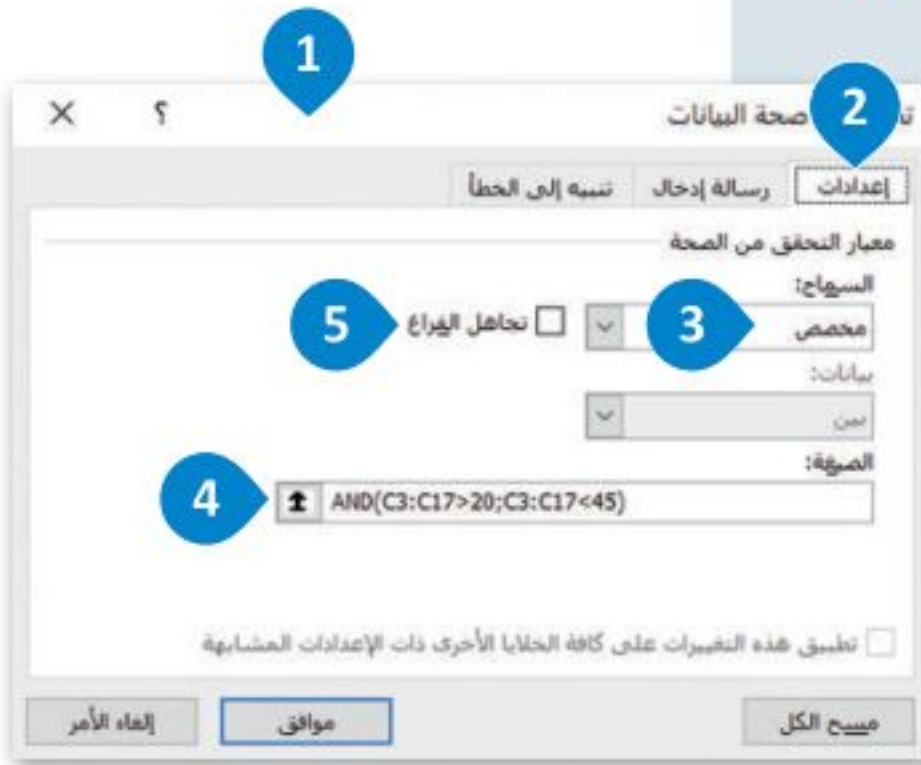 1
2
صحة البيانات
؟ ×
إعدادات رسالة إدخال تنبيه إلى الخطأ
معيار التحقق من الصحة
السماح:
مخصص 3 تجاهل الفراغ 5
بيانات:
بين
الصيغة:
AND(C3:C17>20;C3:C17<45) 4
تطبيق هذه التغييرات على كافة الخلايا الأخرى ذات الإعدادات المشابهة
مسح الكل موافق إلغاء الأمر